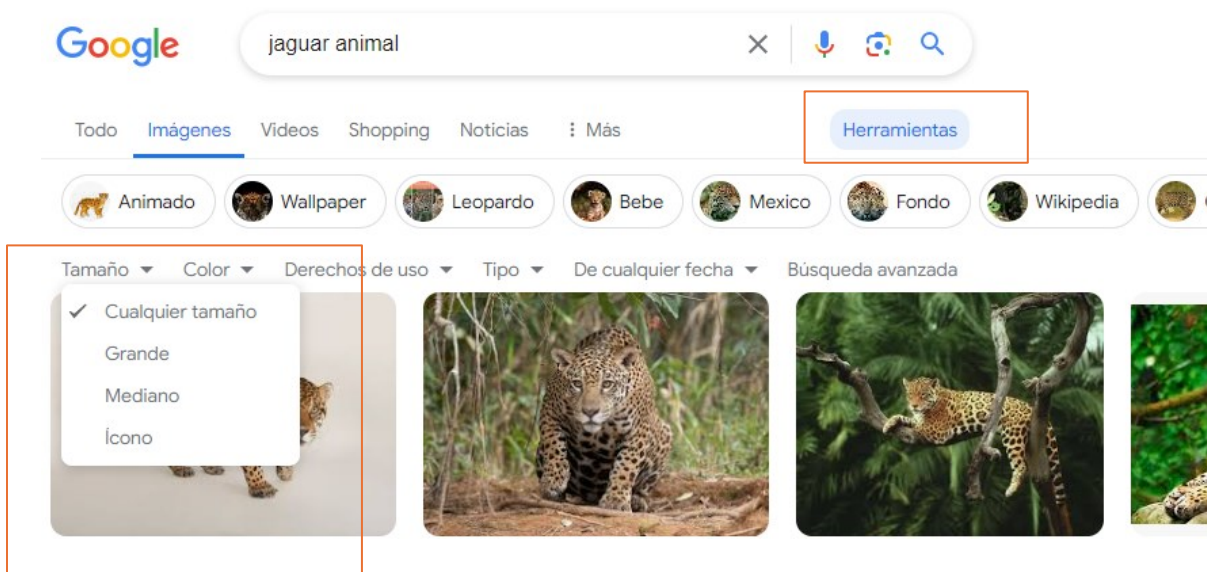 Google jaguar animal
Todo Imágenes Videos Shopping Noticias Más Herramientas
Animado Wallpaper Leopardo Bebe Mexico Fondo Wikipedia
Tamaño Color Derechos de uso Tipo De cualquier fecha Búsqueda avanzada
Cualquier tamaño
Grande
Mediano
Ícono